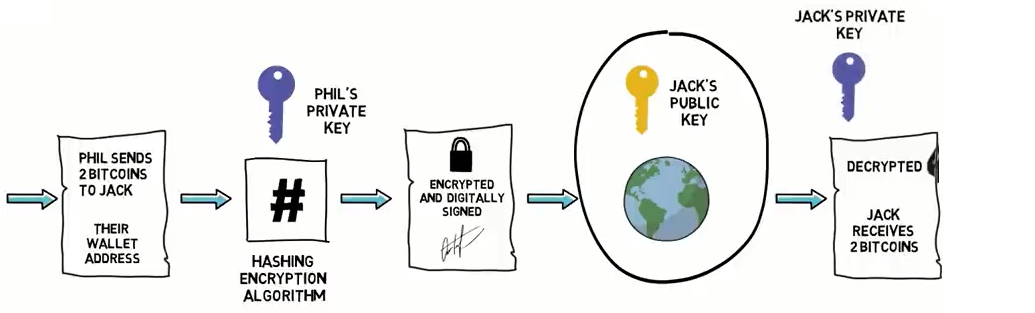 PHIL SENDS
2 BITCOINS
TO JACK
THEIR
WALLET
ADDRESS
PHIL'S
PRIVATE
KEY
#
HASHING
ENCRYPTION
ALGORITHM
ENCRYPTED
AND DIGITALLY
SIGNED
JACK'S
PUBLIC
KEY
JACK'S PRIVATE
KEY
DECRYPTED
JACK
RECEIVES
2 BITCOINS